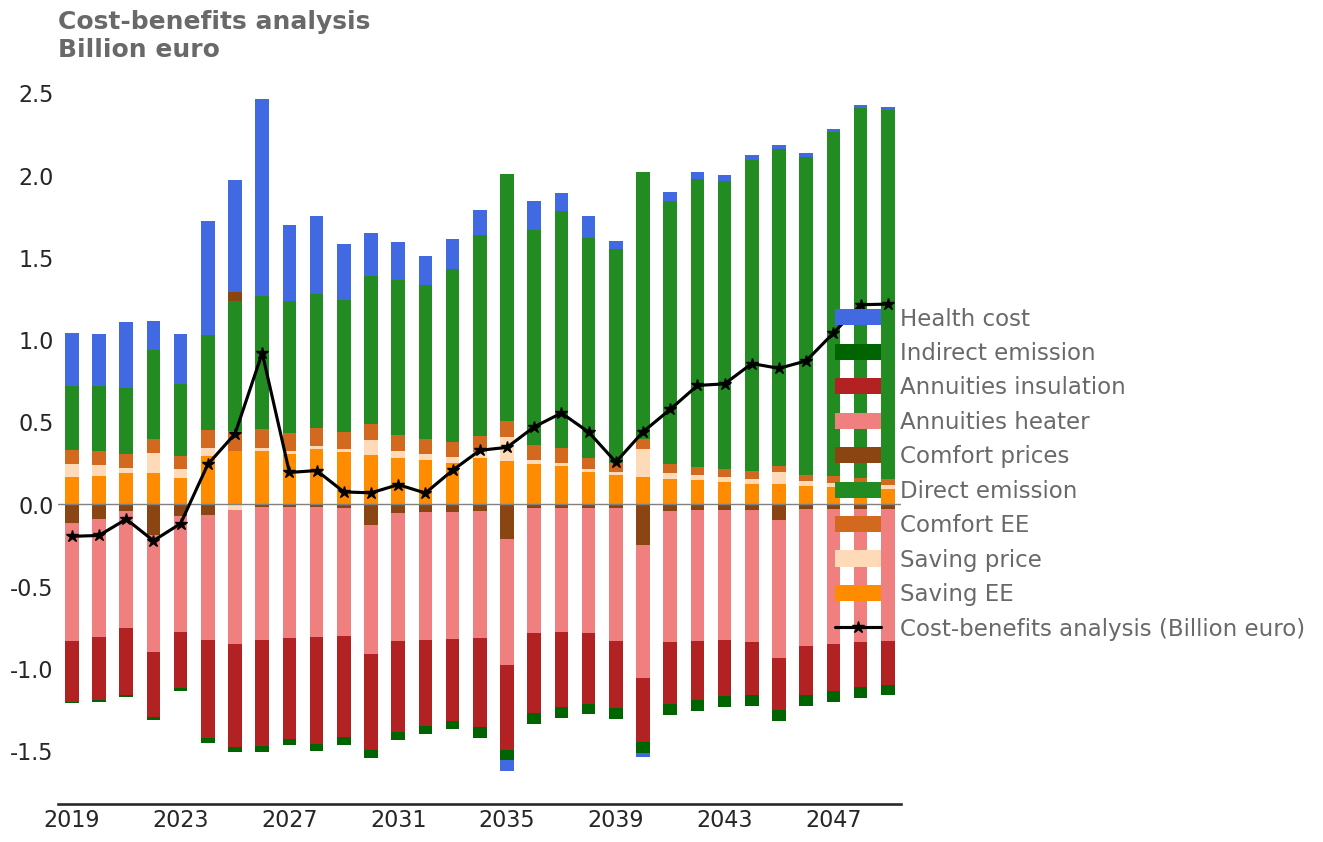 Cost-benefits analysis
Billion euro
2.5
2.0
1.5
1.0
0.5
0.0
-0.5
-1.0
-1.5
2019 2023 2027 2031 2035 2039 2043 2047
Health cost
Indirect emission
Annuities insulation
Annuities heater
Comfort prices
Direct emission
Comfort EE
Saving price
Saving EE
Cost-benefits analysis (Billion euro)